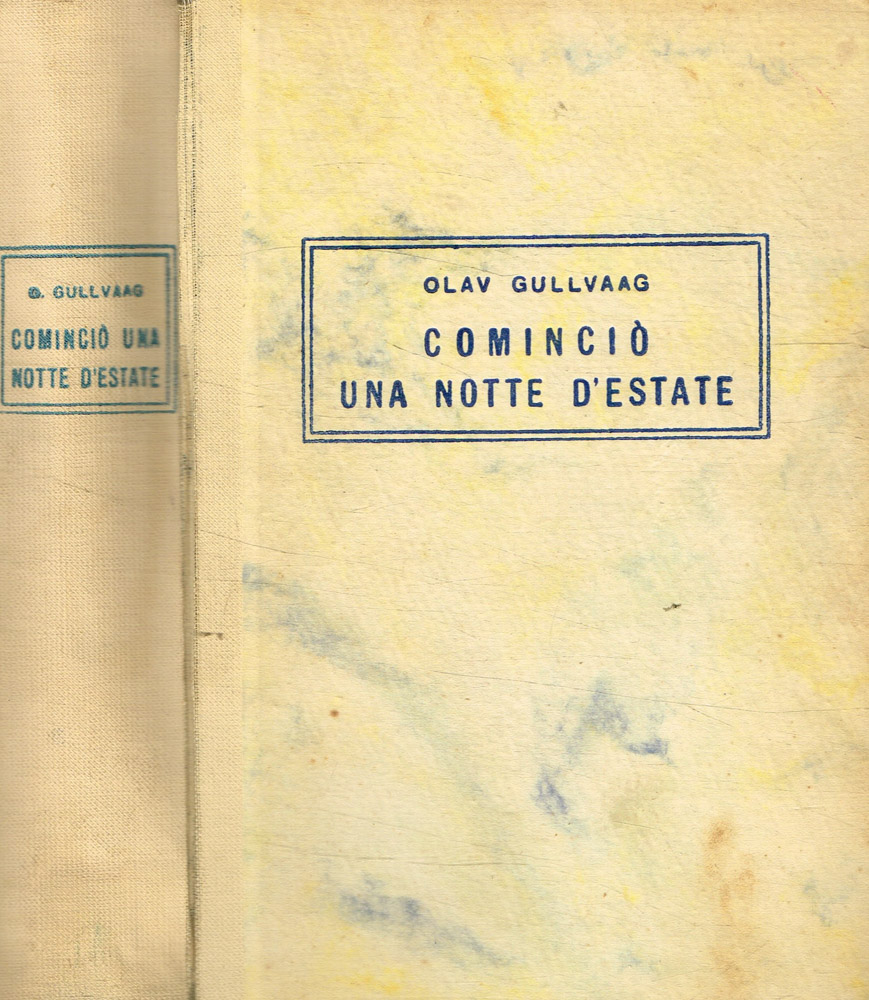 O. GULLVAAG
COMINCIÒ UNA
NOTTE D'ESTATE
OLAV GULLVAAG
COMINCIÒ
UNA NOTTE D'ESTATE